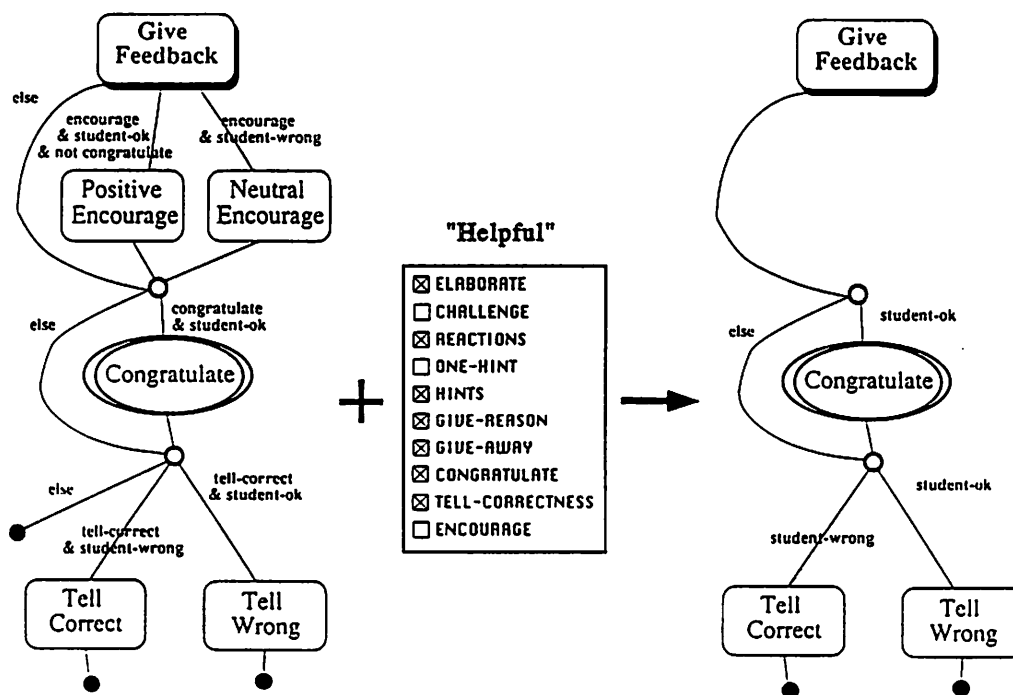 Give
Feedback
else
encourage
& student-ok
& not congratulate
encourage
& student-wrong
Positive
Encourage
Neutral
Encourage
else
congratulate
& student-ok
Congratulate
else
tell-correct
& student-ok
tell-correct
& student-wrong
Tell
Correct
Tell
Wrong
"Helpful"
ELABORATE
CHALLENGE
REACTIONS
ONE-HINT
HINTS
GIVE-REASON
GIVE-AWAY
CONGRATULATE
TELL-CORRECTNESS
ENCOURAGE
Give
Feedback
else
student-ok
Congratulate
student-ok
student-wrong
Tell
Correct
Tell
Wrong